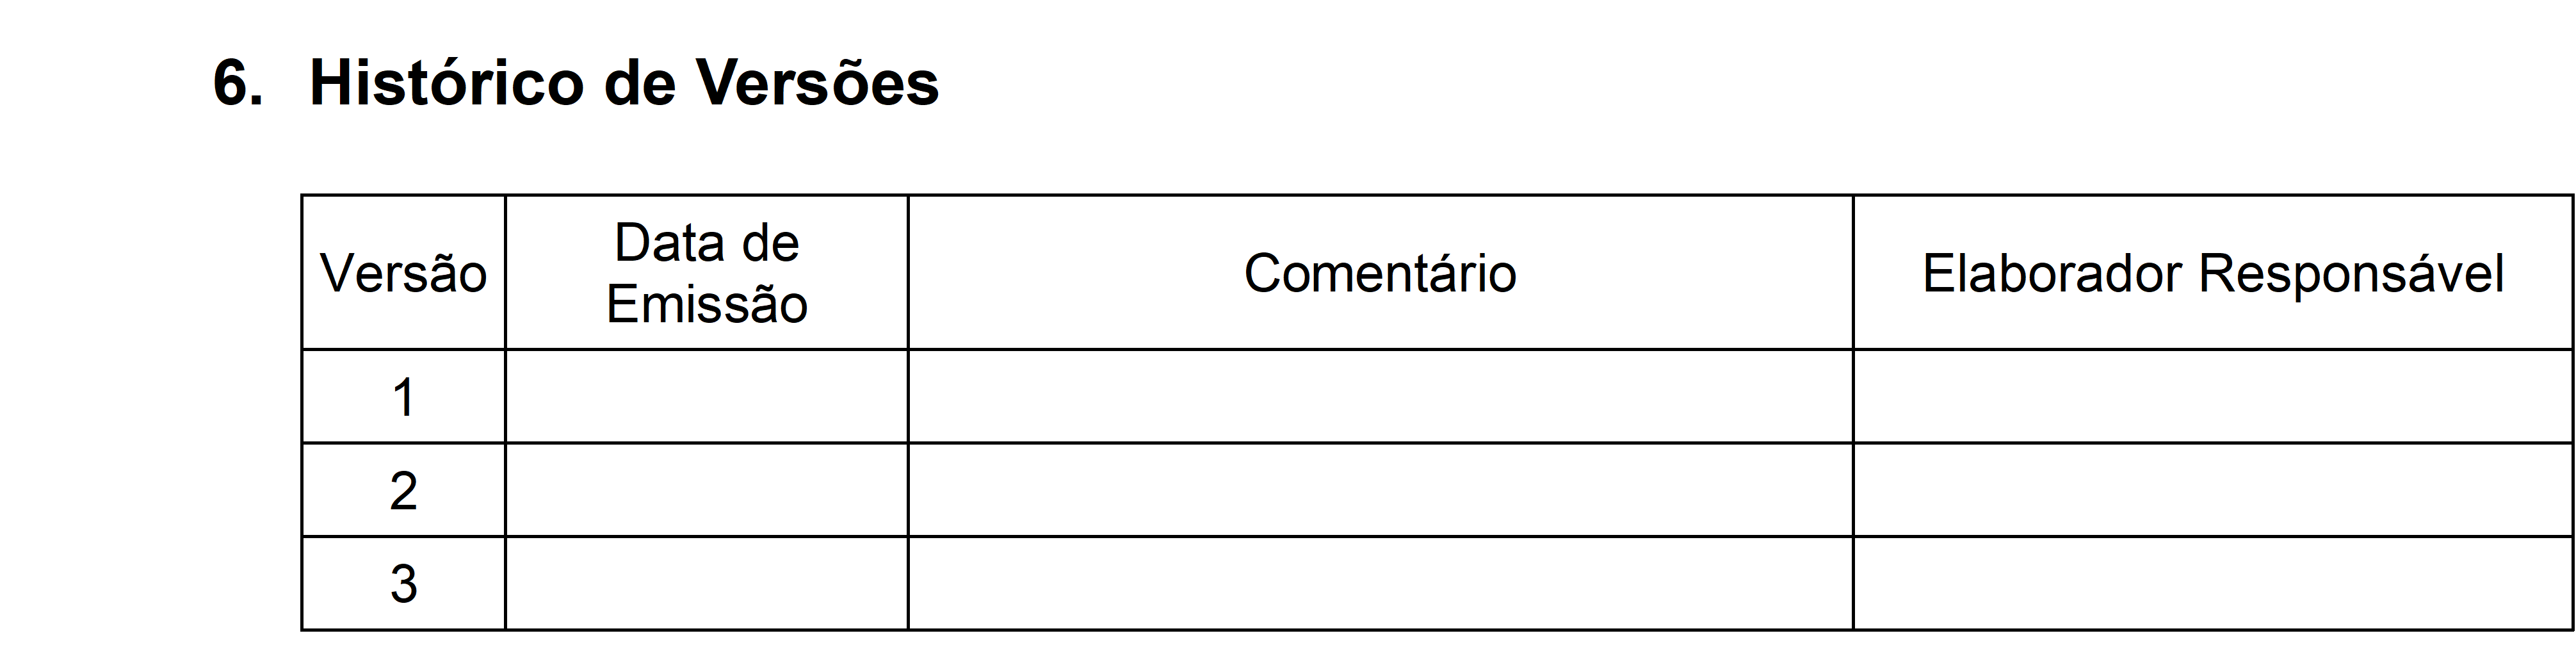 6. Histórico de Versões
Versão
Data de
Emissão
Comentário
Elaborador Responsável
1
2
3